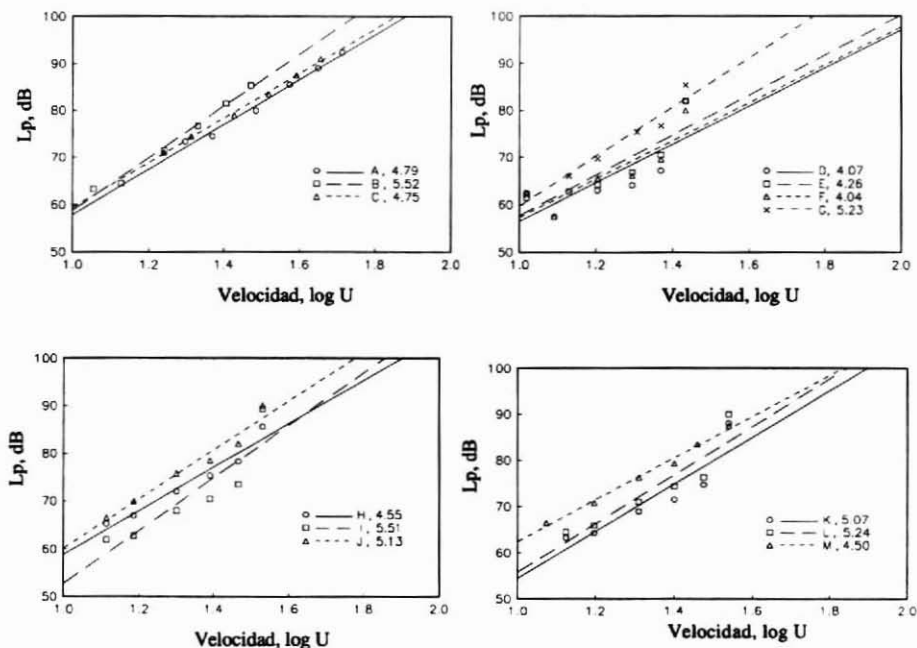 100
90
80
70
60
50
Lp, dB
A, 4.79
B, 5.52
C, 4.75
1.0 1.2 1.4 1.6 1.8 2.0
Velocidad, log U
100
90
80
70
60
50
Lp, dB
D, 4.07
E, 4.26
F, 4.04
G, 5.23
1.0 1.2 1.4 1.6 1.8 2.0
Velocidad, log U
100
90
80
70
60
50
Lp, dB
H, 4.55
I, 5.51
J, 5.13
1.0 1.2 1.4 1.6 1.8 2.0
Velocidad, log U
100
90
80
70
60
50
Lp, dB
K, 5.07
L, 5.24
M, 4.50
1.0 1.2 1.4 1.6 1.8 2.0
Velocidad, log U